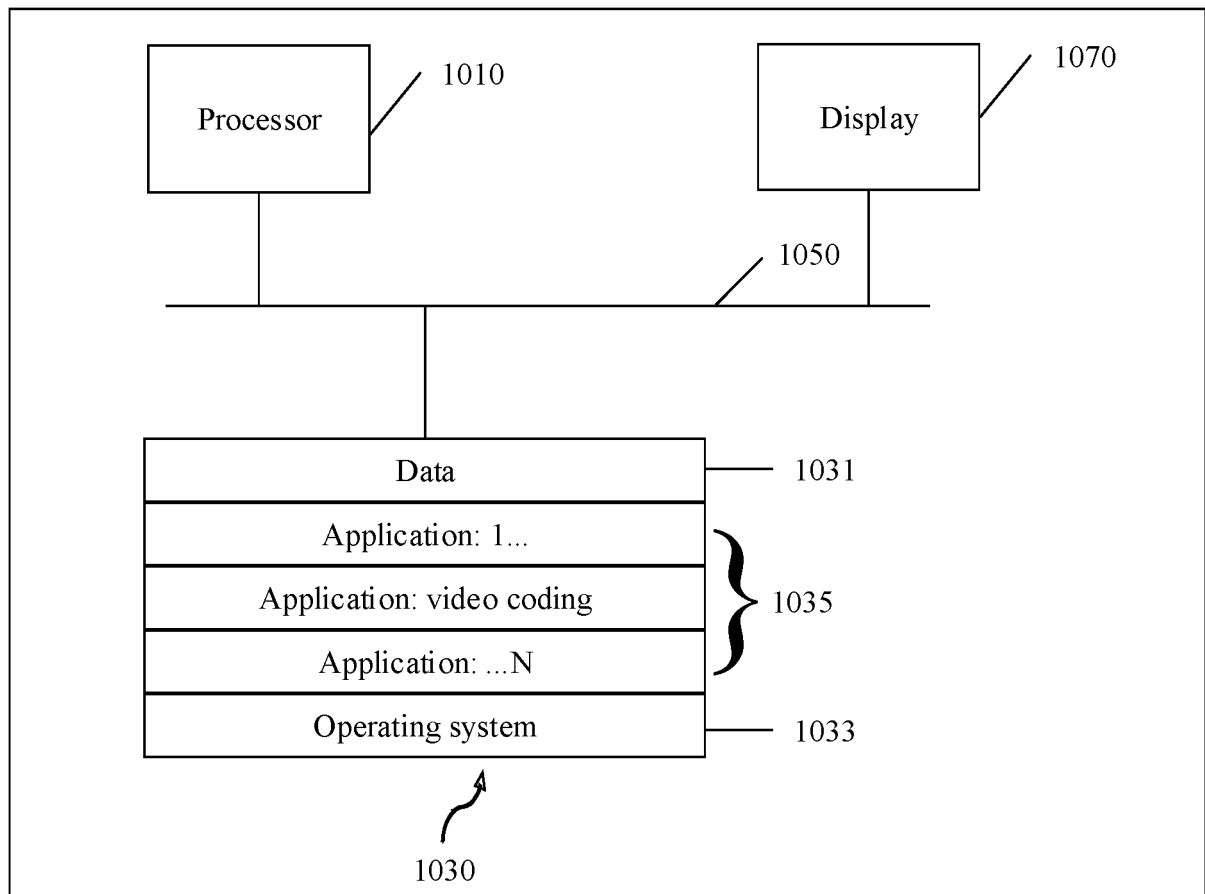 1010
1070
Processor
Display
1050
Data
1031
Application: 1...
Application: video coding
1035
Application: ...N
Operating system
1033
1030